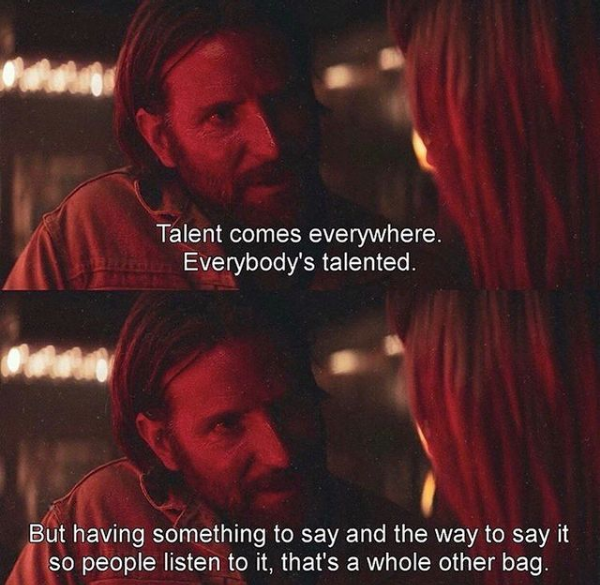 Talent comes everywhere.
Everybody's talented.
But having something to say and the way to say it
so people listen to it, that's a whole other bag.